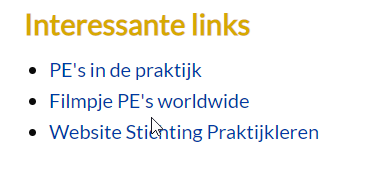 Interessante links
PE's in de praktijk
Filmpje PE's worldwide
Website Stichting Praktijkleren